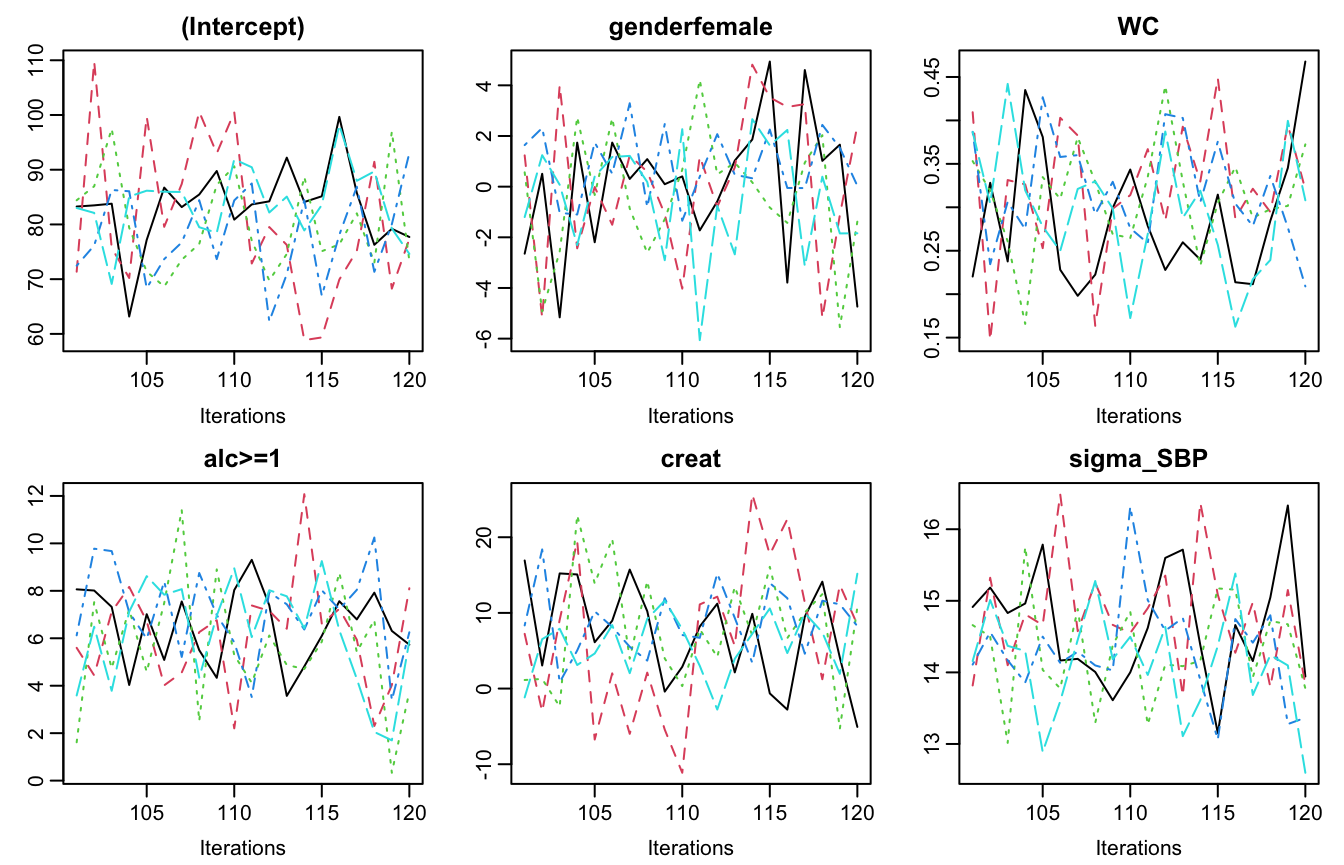 (Intercept)
60 70 80 90 100 110
105 110 115 120
Iterations
genderfemale
-6 -4 -2 0 2 4
105 110 115 120
Iterations
WC
0.15 0.25 0.35 0.45
105 110 115 120
Iterations
alc>=1
0 2 4 6 8 10 12
105 110 115 120
Iterations
creat
-10 0 10 20
105 110 115 120
Iterations
sigma_SBP
13 14 15 16
105 110 115 120
Iterations